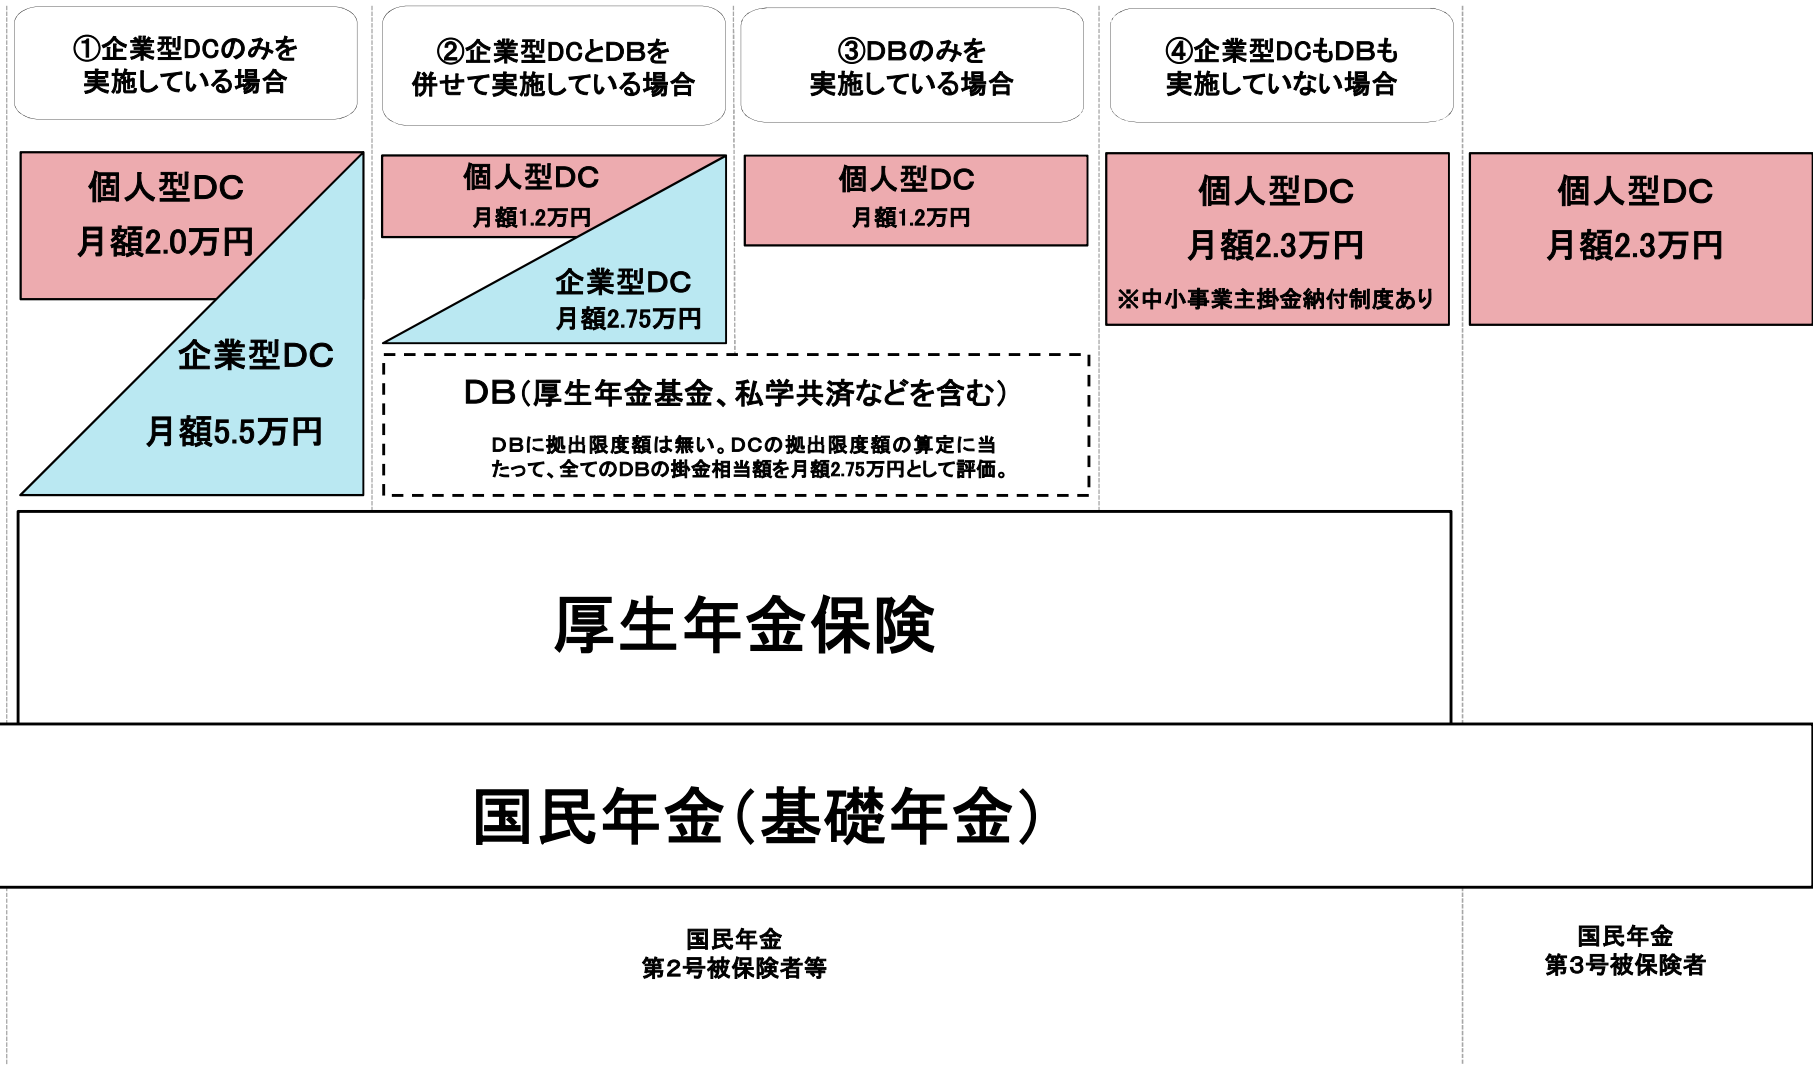 ①企業型DCのみを
実施している場合
②企業型DCとDBを
併せて実施している場合
③DBのみを
実施している場合
④企業型DCもDBも
実施していない場合
個人型DC
月額2.0万円
企業型DC
月額5.5万円
個人型DC
月額1.2万円
企業型DC
月額2.75万円
個人型DC
月額1.2万円
個人型DC
月額2.3万円
※中小事業主掛金納付制度あり
個人型DC
月額2.3万円
DB(厚生年金基金、私学共済などを含む)
DBに拠出限度額は無い。DCの拠出限度額の算定に当
たって、全てのDBの掛金相当額を月額2.75万円として評価。
厚生年金保険
国民年金(基礎年金)
国民年金
第2号被保険者等
国民年金
第3号被保険者